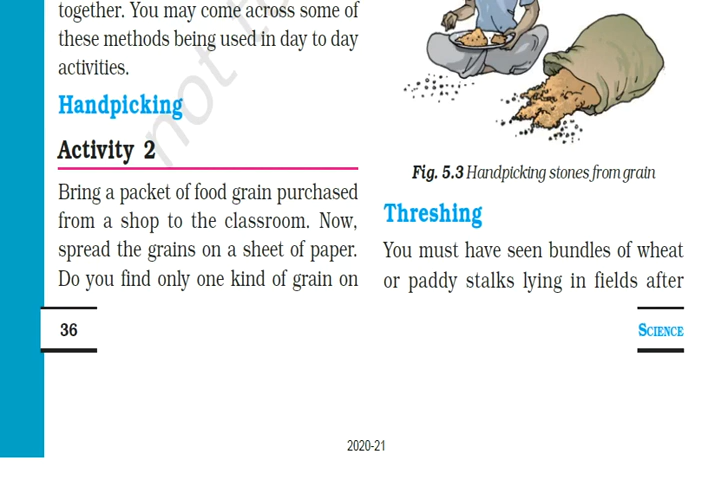 together. You may come across some of
these methods being used in day to day
activities.
Handpicking
Activity 2
Bring a packet of food grain purchased
from a shop to the classroom. Now,
spread the grains on a sheet of paper.
Do you find only one kind of grain on
Fig. 5.3 Handpicking stones from grain
Threshing
You must have seen bundles of wheat
or paddy stalks lying in fields after
36
SCIENCE
2020-21
not